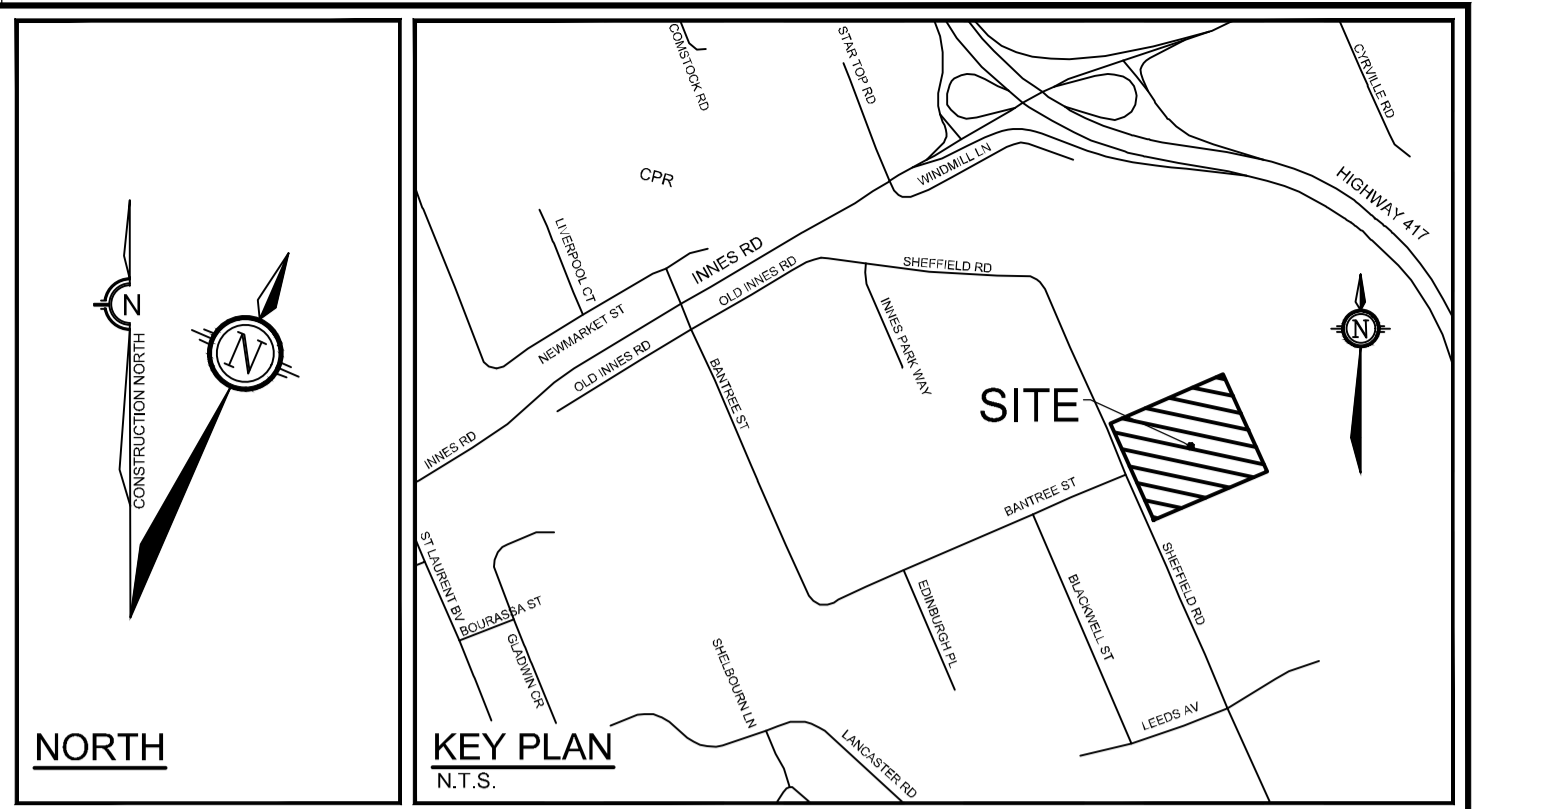 N
CONSTRUCTION NORTH
N
NORTH
COMSTOCK RD
STAR TOP RD
CYRVILLE RD
WINDMILL LN
CPR
HIGHWAY 417
LIVERPOOL CT
INNES RD
OLD INNES RD
SHEFFIELD RD
NEWMARKET ST
INNES PARK WAY
N
OLD INNES RD
BANTREE ST
SITE
INNES RD
BANTREE ST
ST LAURENT BV
SHEFFIELD RD
BOURASSA ST
GLADWIN CR
EDINBURGH PL
BLACKWELL ST
SHELBOURN LN
LEEDS AV
LANCASTER RD
KEY PLAN
N.T.S.